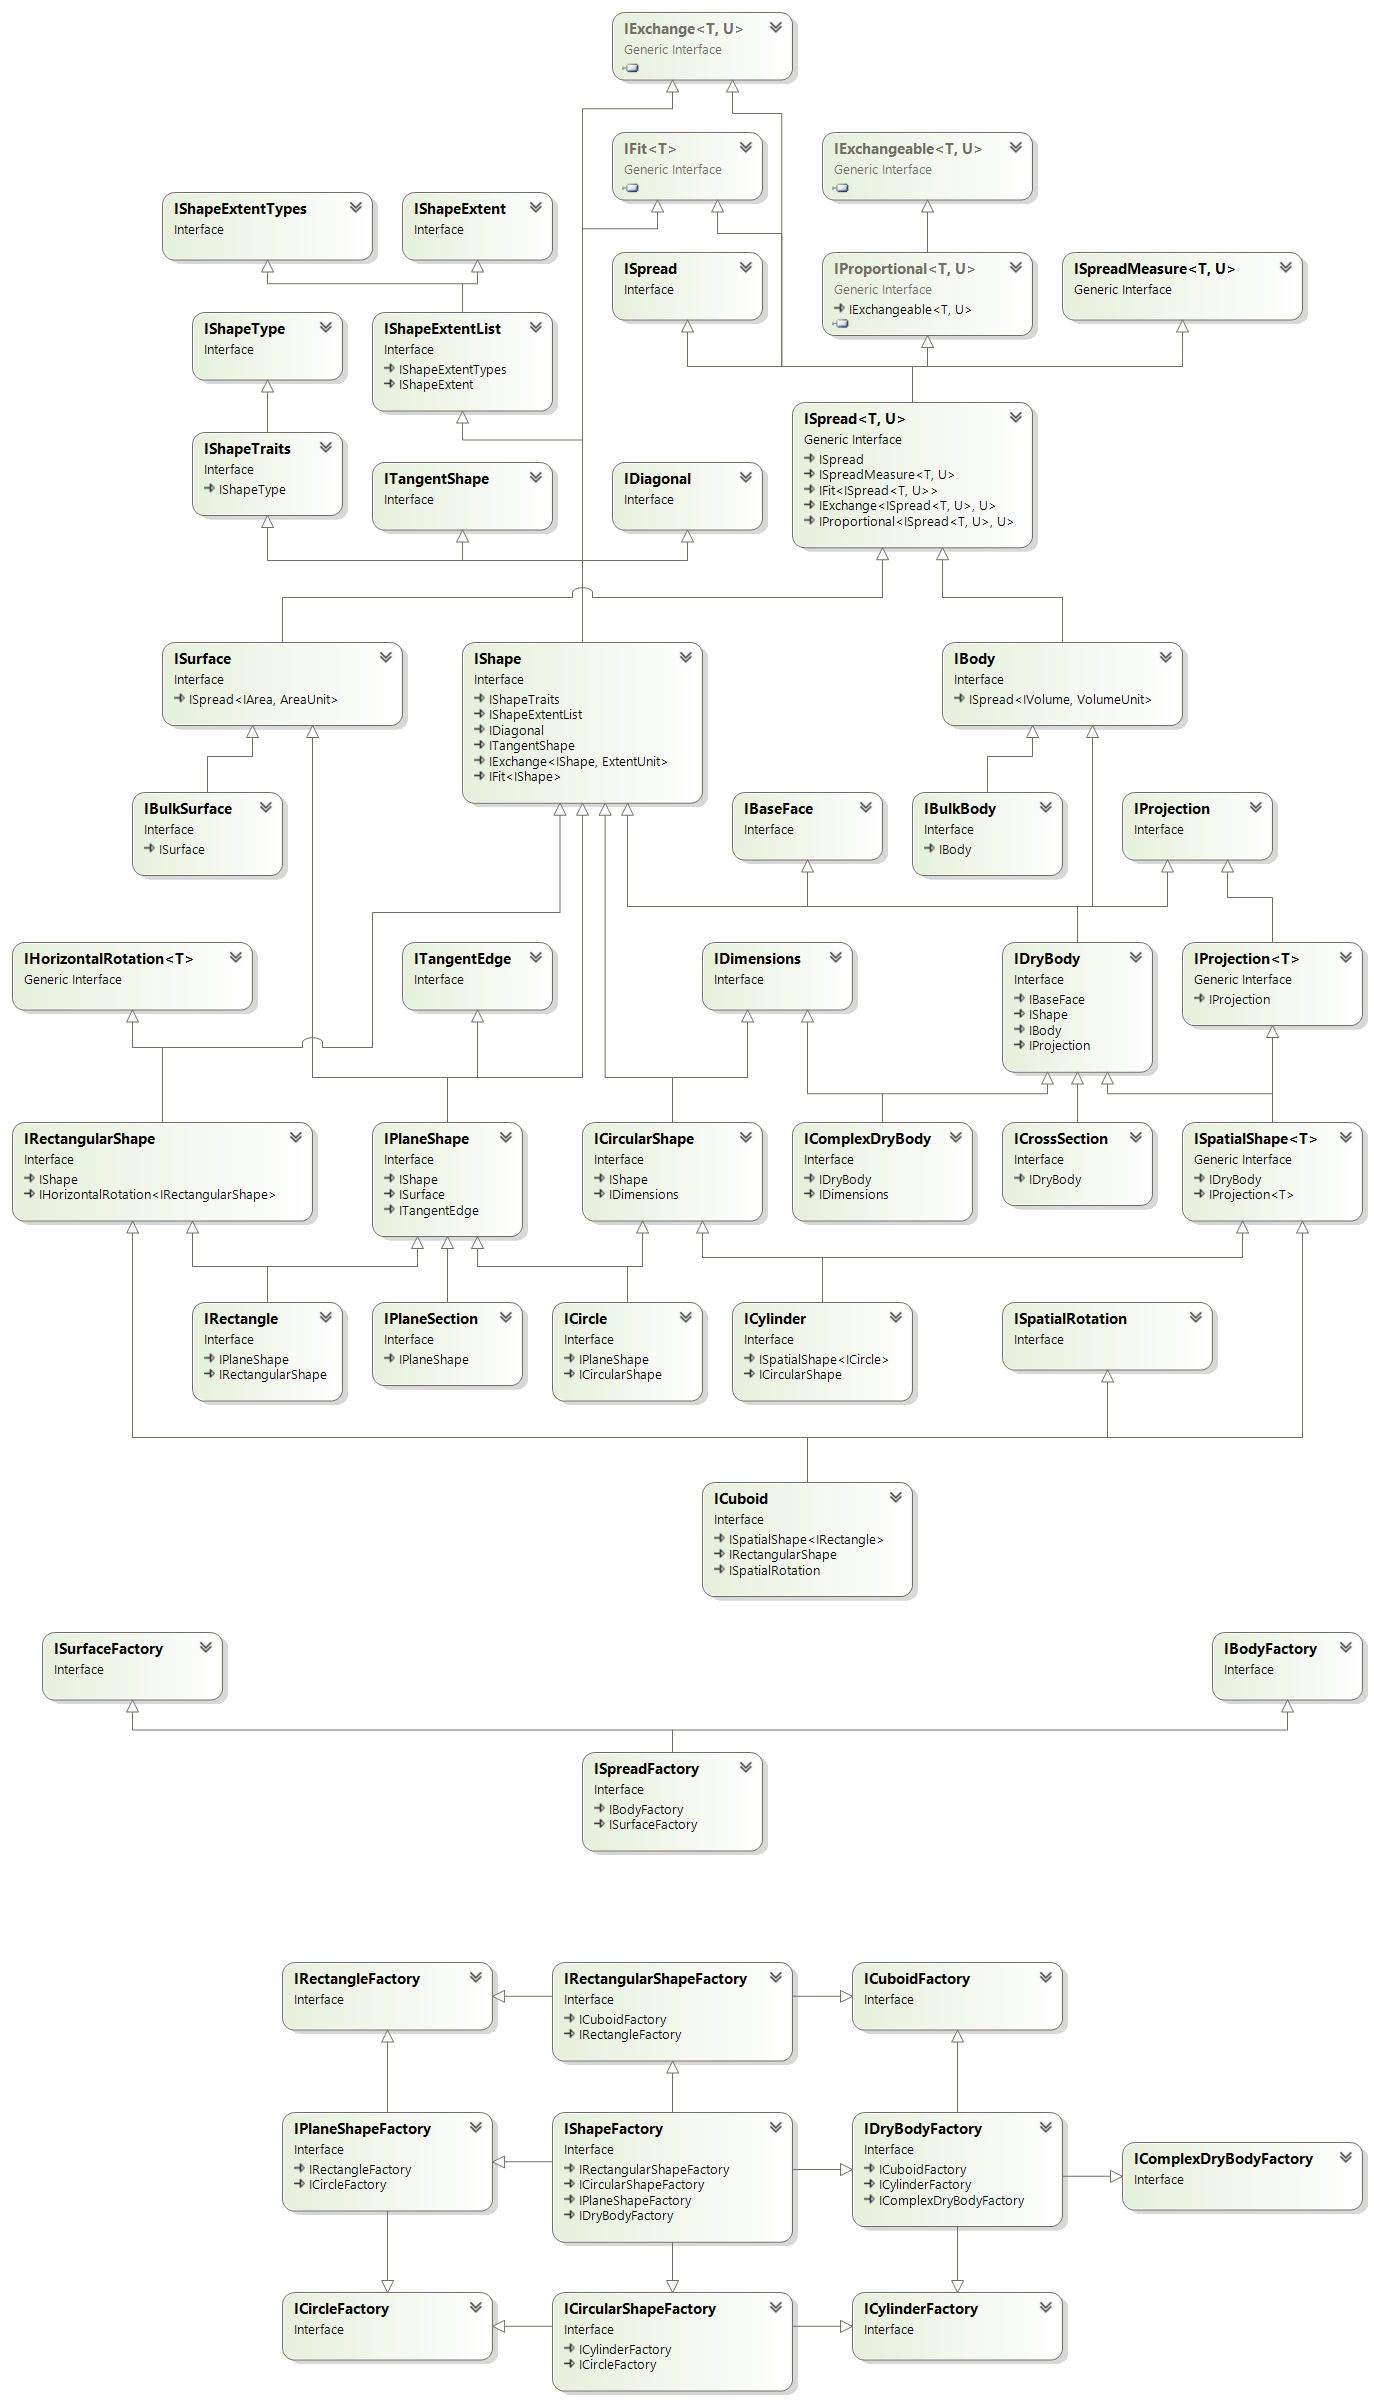 IExchange<T, U>
Generic Interface
IFit<T>
Generic Interface
IExchangeable<T, U>
Generic Interface
IShapeExtentTypes
Interface
IShapeExtent
Interface
ISpread
Interface
IProportional<T, U>
Generic Interface
IExchangeable<T, U>
ISpreadMeasure<T, U>
Generic Interface
IShapeType
Interface
IShapeExtentList
Interface
IShapeExtentTypes
IShapeExtent
ISpread<T, U>
Generic Interface
ISpread
ISpreadMeasure<T, U>
IFit<ISpread<T, U>>
IExchange<ISpread<T, U>, U>
IProportional<ISpread<T, U>, U>
IShapeTraits
Interface
IShapeType
ITangentShape
Interface
IDiagonal
Interface
ISurface
Interface
ISpread<IArea, AreaUnit>
IShape
Interface
IShapeTraits
IShapeExtentList
IDiagonal
ITangentShape
IExchange<IShape, ExtentUnit>
IFit<IShape>
IBody
Interface
ISpread<IVolume, VolumeUnit>
IBulkSurface
Interface
ISurface
IBaseFace
Interface
IBulkBody
Interface
IBody
IProjection
Interface
IHorizontalRotation<T>
Generic Interface
ITangentEdge
Interface
IDimensions
Interface
IDryBody
Interface
IBaseFace
IShape
IBody
IProjection
IProjection<T>
Generic Interface
IProjection
IRectangularShape
Interface
IShape
IHorizontalRotation<IRectangularShape>
IPlaneShape
Interface
IShape
ISurface
ITangentEdge
ICircularShape
Interface
IShape
IDimensions
IComplexDryBody
Interface
IDryBody
IDimensions
ICrossSection
Interface
IDryBody
ISpatialShape<T>
Generic Interface
IDryBody
IProjection<T>
IRectangle
Interface
IPlaneShape
IRectangularShape
IPlaneSection
Interface
IPlaneShape
ICircle
Interface
IPlaneShape
ICircularShape
ICylinder
Interface
ISpatialShape<ICircle>
ICircularShape
ISpatialRotation
Interface
ICuboid
Interface
ISpatialShape<IRectangle>
IRectangularShape
ISpatialRotation
ISurfaceFactory
Interface
IBodyFactory
Interface
ISpreadFactory
Interface
IBodyFactory
ISurfaceFactory
IRectangleFactory
Interface
IRectangularShapeFactory
Interface
ICuboidFactory
IRectangleFactory
ICuboidFactory
Interface
IPlaneShapeFactory
Interface
IRectangleFactory
ICircleFactory
IShapeFactory
Interface
IRectangularShapeFactory
ICircularShapeFactory
IPlaneShapeFactory
IDryBodyFactory
IDryBodyFactory
Interface
ICuboidFactory
ICylinderFactory
IComplexDryBodyFactory
IComplexDryBodyFactory
Interface
ICircleFactory
Interface
ICircularShapeFactory
Interface
ICylinderFactory
ICircleFactory
ICylinderFactory
Interface